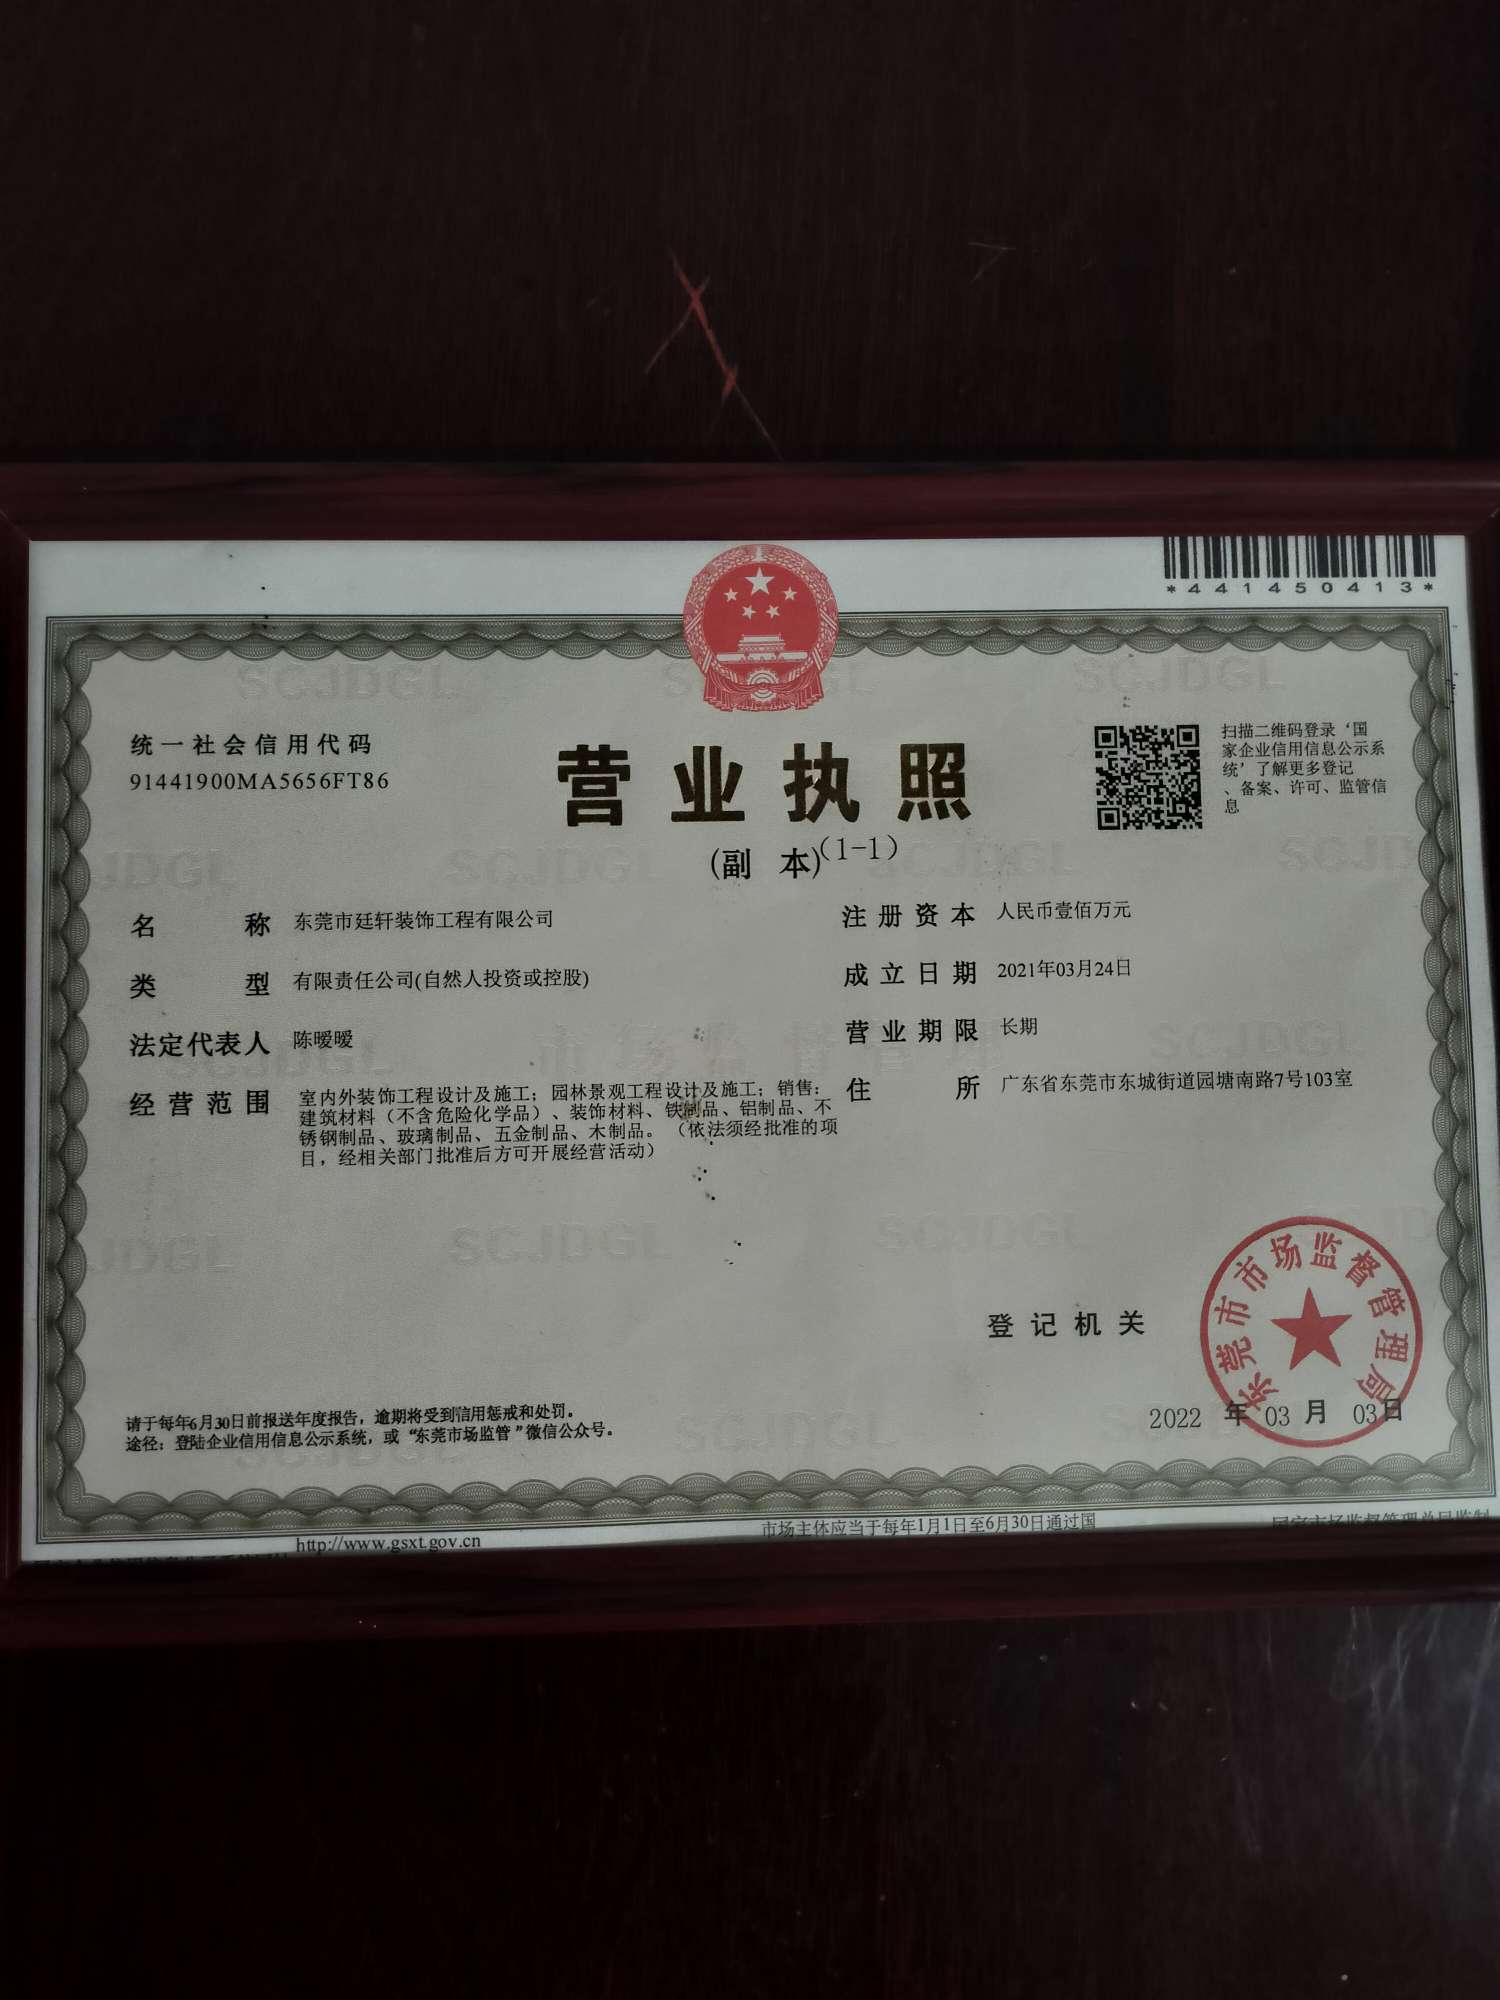 *441450413*
统一社会信用代码
91441900MA5656FT86
营业执照
(副 本)(1-1)
扫描二维码登录‘国
家企业信用信息公示系
统’了解更多登记
、备案、许可、监管信
息
名 称 东莞市廷轩装饰工程有限公司
类 型 有限责任公司(自然人投资或控股)
法定代表人 陈暧暧
经营范围 室内外装饰工程设计及施工；园林景观工程设计及施工；销售：
建筑材料（不含危险化学品）、装饰材料、铁制品、铝制品、不
锈钢制品、玻璃制品、五金制品、木制品。（依法须经批准的项
目，经相关部门批准后方可开展经营活动）
注册资本 人民币壹佰万元
成立日期 2021年03月24日
营业期限 长期
住 所 广东省东莞市东城街道园塘南路7号103室
登记机关
东莞市市场监督管理局
2022 年 03 月 03日
请于每年6月30日前报送年度报告，逾期将受到信用惩戒和处罚。
途径：登陆企业信用信息公示系统，或“东莞市场监管”微信公众号。
http://www.gsxt.gov.cn
市场主体应当于每年1月1日至6月30日通过国
国家市场监督管理总局监制